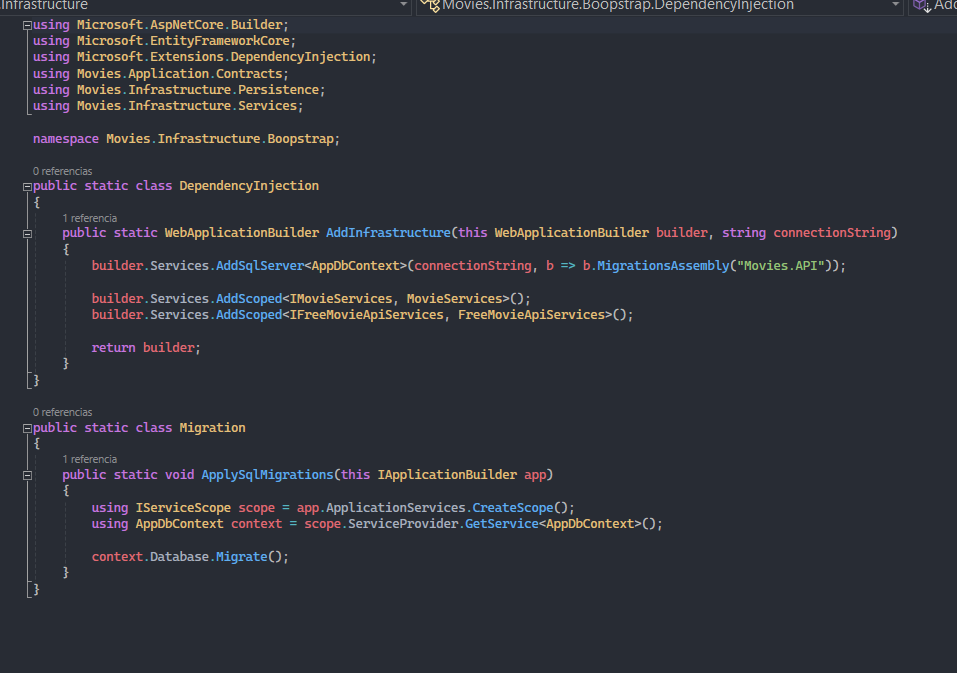 .Infrastructure Movies.Infrastructure.Boopstrap.DependencyInjection Add
using Microsoft.AspNetCore.Builder;
using Microsoft.EntityFrameworkCore;
using Microsoft.Extensions.DependencyInjection;
using Movies.Application.Contracts;
using Movies.Infrastructure.Persistence;
using Movies.Infrastructure.Services;
namespace Movies.Infrastructure.Boopstrap;
0 referencias
public static class DependencyInjection
{
1 referencia
public static WebApplicationBuilder AddInfrastructure(this WebApplicationBuilder builder, string connectionString)
{
builder.Services.AddSqlServer<AppDbContext>(connectionString, b => b.MigrationsAssembly("Movies.API"));
builder.Services.AddScoped<IMovieServices, MovieServices>();
builder.Services.AddScoped<IFreeMovieApiServices, FreeMovieApiServices>();
return builder;
}
}
0 referencias
public static class Migration
{
1 referencia
public static void ApplySqlMigrations(this IApplicationBuilder app)
{
using IServiceScope scope = app.ApplicationServices.CreateScope();
using AppDbContext context = scope.ServiceProvider.GetService<AppDbContext>();
context.Database.Migrate();
}
}